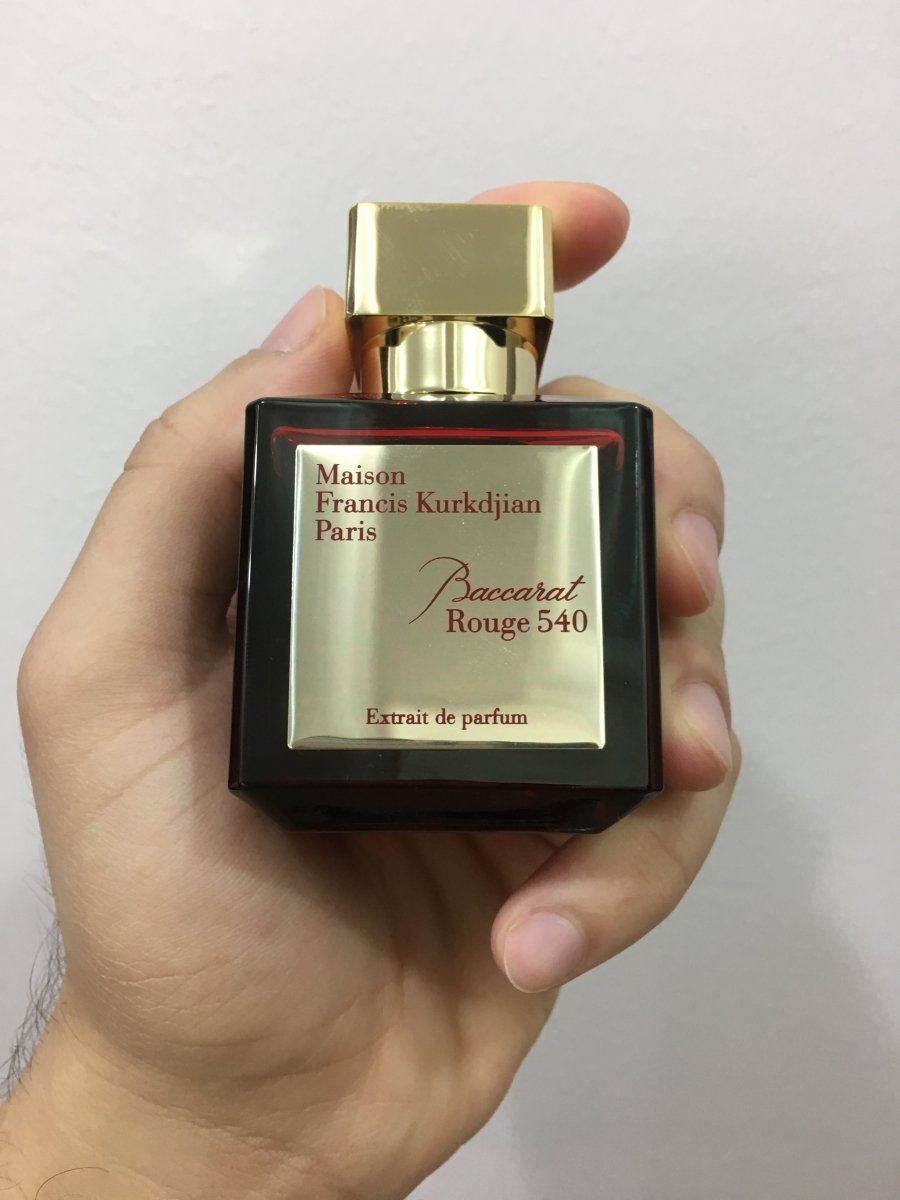 Maison
Francis Kurkdjian
Paris
Baccarat
Rouge 540
Extrait de parfum